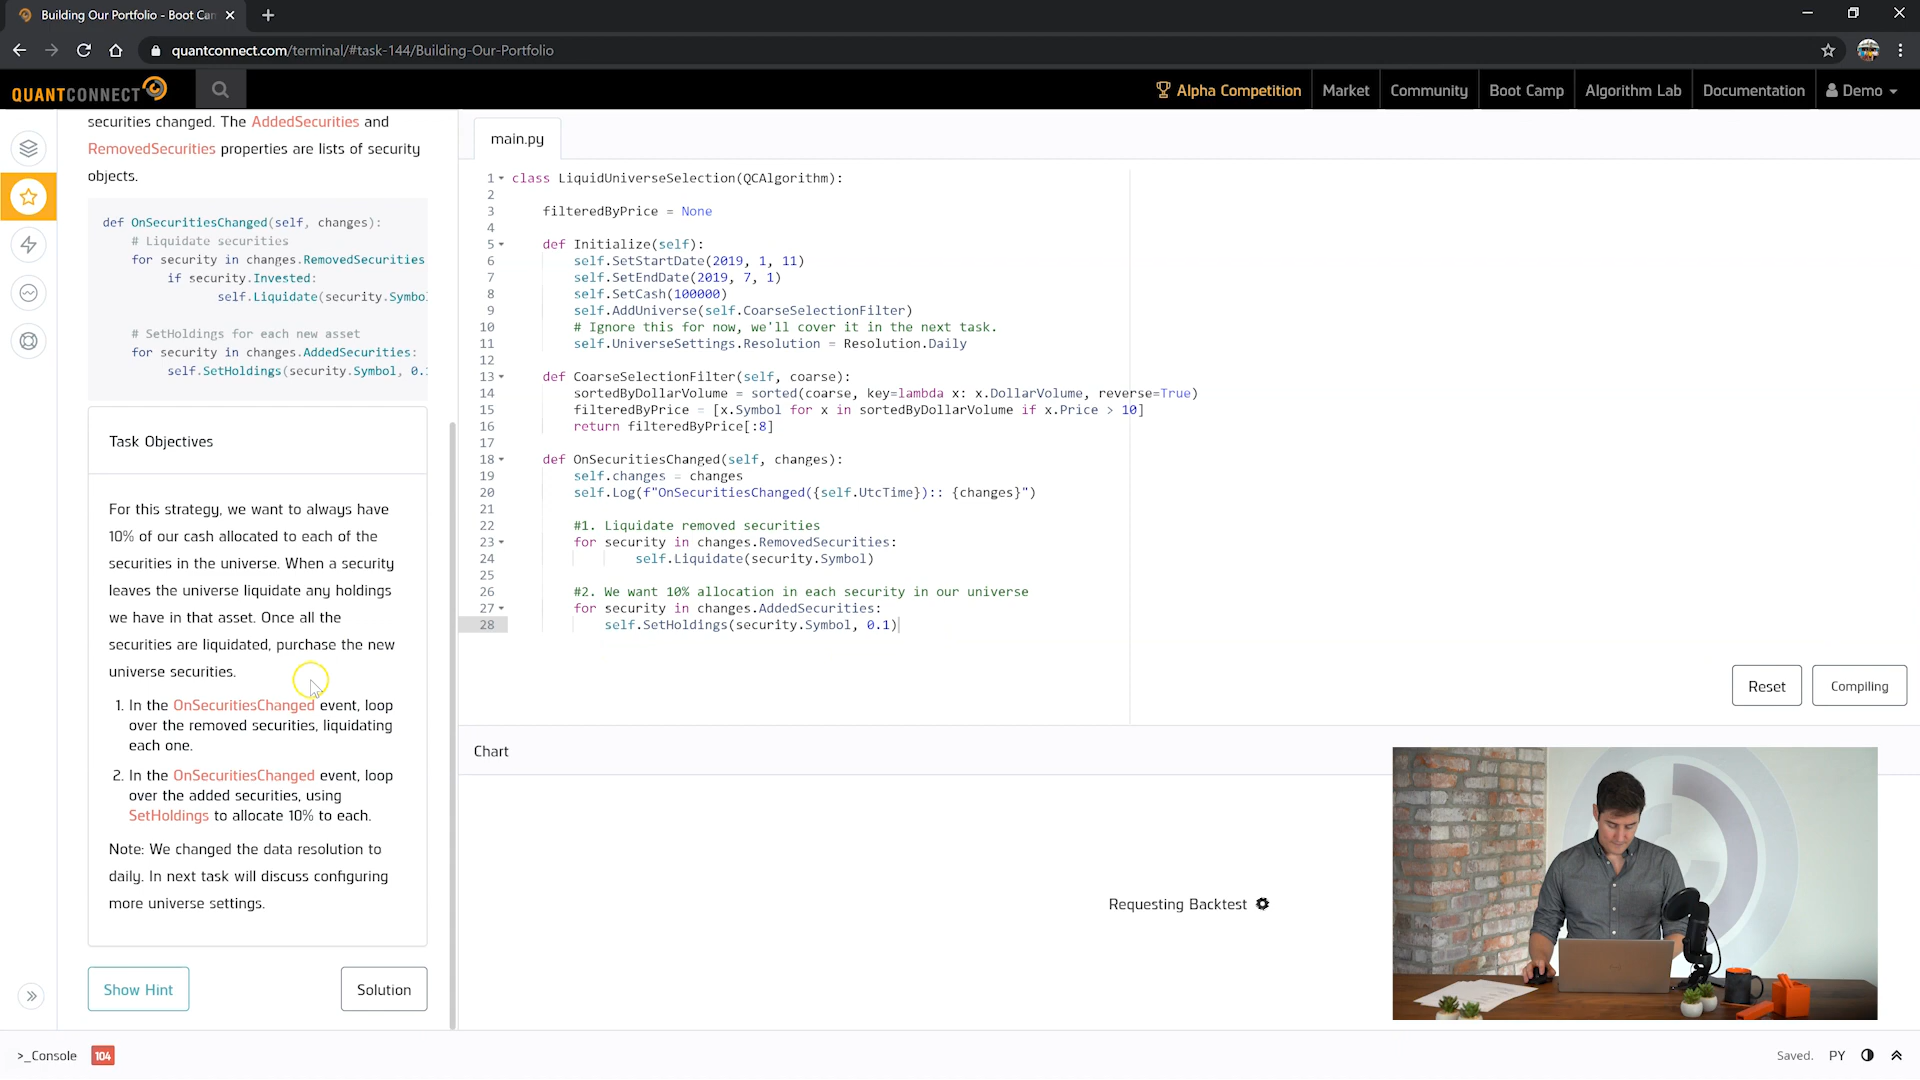 Building Our Portfolio - Boot Car
quantconnect.com/terminal/#task-144/Building-Our-Portfolio
QUANTCONNECT
Alpha Competition
Market
Community
Boot Camp
Algorithm Lab
Documentation
Demo
securities changed. The AddedSecurities and
RemovedSecurities properties are lists of security
objects.
def OnSecuritiesChanged(self, changes):
# Liquidate securities
for security in changes.RemovedSecurities
if security.Invested:
self.Liquidate(security.Symbo
# SetHoldings for each new asset
for security in changes.AddedSecurities:
self.SetHoldings(security.Symbol, 0.
Task Objectives
For this strategy, we want to always have
10% of our cash allocated to each of the
securities in the universe. When a security
leaves the universe liquidate any holdings
we have in that asset. Once all the
securities are liquidated, purchase the new
universe securities.
1. In the OnSecuritiesChanged event, loop
over the removed securities, liquidating
each one.
2. In the OnSecuritiesChanged event, loop
over the added securities, using
SetHoldings to allocate 10% to each.
Note: We changed the data resolution to
daily. In next task will discuss configuring
more universe settings.
Show Hint
Solution
main.py
1 class LiquidUniverseSelection(QCAlgorithm):
2
3 filteredByPrice = None
4
5 def Initialize(self):
6 self.SetStartDate(2019, 1, 11)
7 self.SetEndDate(2019, 7, 1)
8 self.SetCash(100000)
9 self.AddUniverse(self.CoarseSelectionFilter)
10 # Ignore this for now, we'll cover it in the next task.
11 self.UniverseSettings.Resolution = Resolution.Daily
12
13 def CoarseSelectionFilter(self, coarse):
14 sortedByDollarVolume = sorted(coarse, key=lambda x: x.DollarVolume, reverse=True)
15 filteredByPrice = [x.Symbol for x in sortedByDollarVolume if x.Price > 10]
16 return filteredByPrice[:8]
17
18 def OnSecuritiesChanged(self, changes):
19 self.changes = changes
20 self.Log(f"OnSecuritiesChanged({self.UtcTime}):: {changes}")
21
22 #1. Liquidate removed securities
23 for security in changes.RemovedSecurities:
24 self.Liquidate(security.Symbol)
25
26 #2. We want 10% allocation in each security in our universe
27 for security in changes.AddedSecurities:
28 self.SetHoldings(security.Symbol, 0.1)
Reset
Compiling
Chart
Requesting Backtest
>_Console 104
Saved. PY